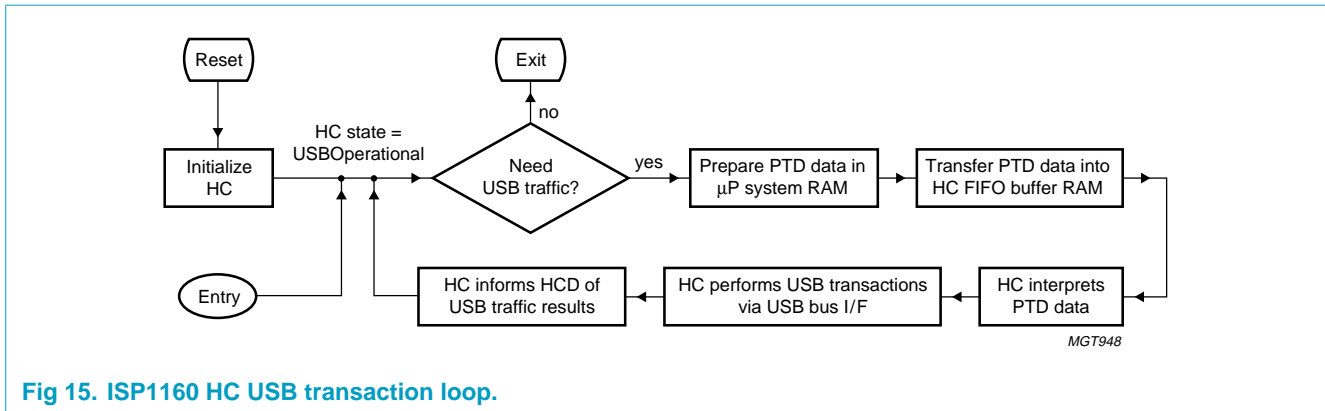 Reset
Exit
no
HC state =
USBOperational
Initialize
HC
Need
USB traffic?
yes
Prepare PTD data in
μP system RAM
Transfer PTD data into
HC FIFO buffer RAM
Entry
HC informs HCD of
USB traffic results
HC performs USB transactions
via USB bus I/F
HC interprets
PTD data
MGT948
Fig 15. ISP1160 HC USB transaction loop.